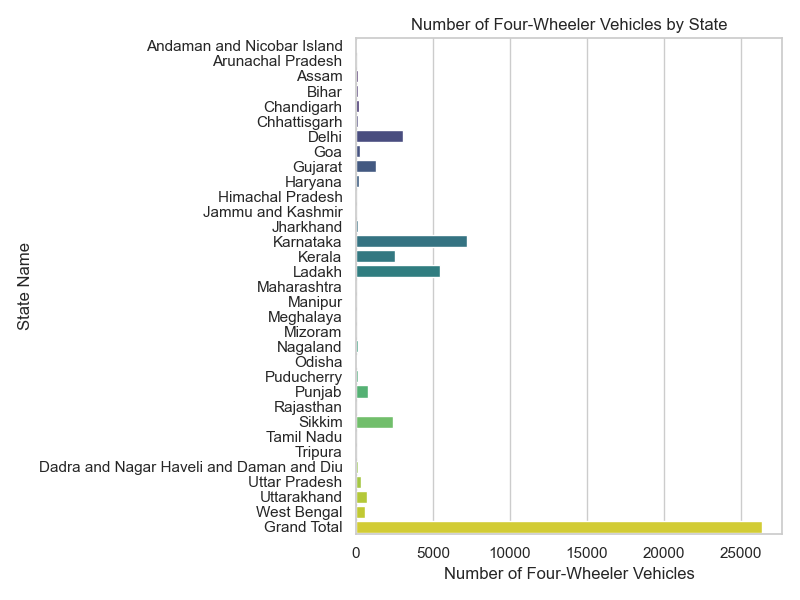 Number of Four-Wheeler Vehicles by State
Andaman and Nicobar Island
Arunachal Pradesh
Assam
Bihar
Chandigarh
Chhattisgarh
Delhi
Goa
Gujarat
Haryana
Himachal Pradesh
Jammu and Kashmir
Jharkhand
Karnataka
Kerala
Ladakh
Maharashtra
Manipur
Meghalaya
Mizoram
Nagaland
Odisha
Puducherry
Punjab
Rajasthan
Sikkim
Tamil Nadu
Tripura
Dadra and Nagar Haveli and Daman and Diu
Uttar Pradesh
Uttarakhand
West Bengal
Grand Total
State Name
0 5000 10000 15000 20000 25000
Number of Four-Wheeler Vehicles